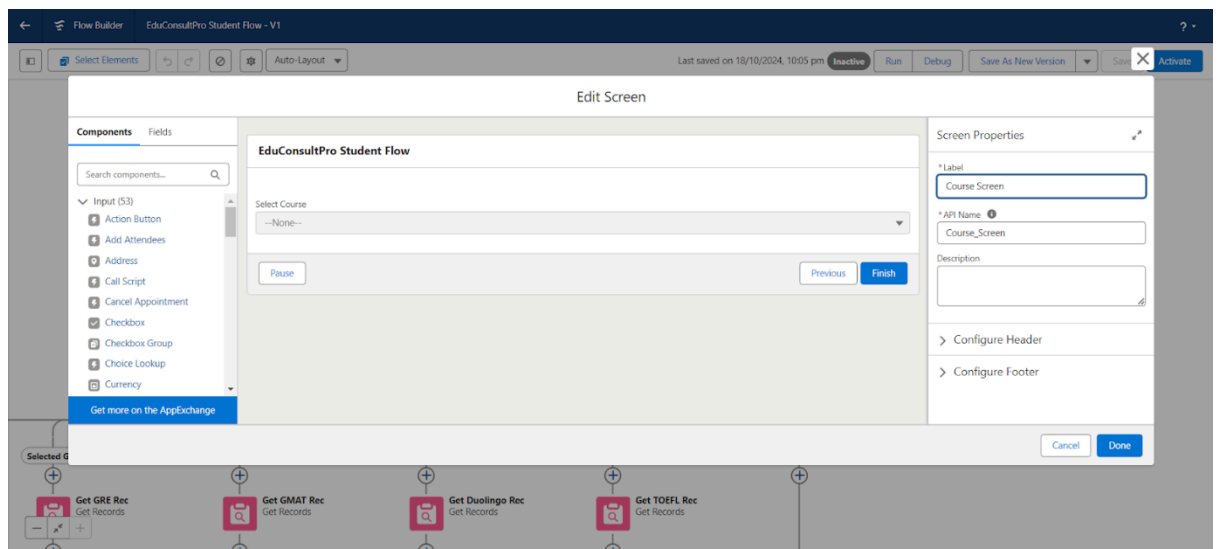 Flow Builder EduConsultPro Student Flow - V1 ?
Select Elements Auto-Layout Last saved on 18/10/2024, 10:05 pm Inactive Run Debug Save As New Version Save Activate
Edit Screen
Components Fields
Search components...
Input (53)
Action Button
Add Attendees
Address
Call Script
Cancel Appointment
Checkbox
Checkbox Group
Choice Lookup
Currency
Get more on the AppExchange
EduConsultPro Student Flow
Select Course
--None--
Pause Previous Finish
Screen Properties
*Label
Course Screen
*API Name
Course_Screen
Description
Configure Header
Configure Footer
Cancel Done
Selected G
Get GRE Rec
Get Records
Get GMAT Rec
Get Records
Get Duolingo Rec
Get Records
Get TOEFL Rec
Get Records